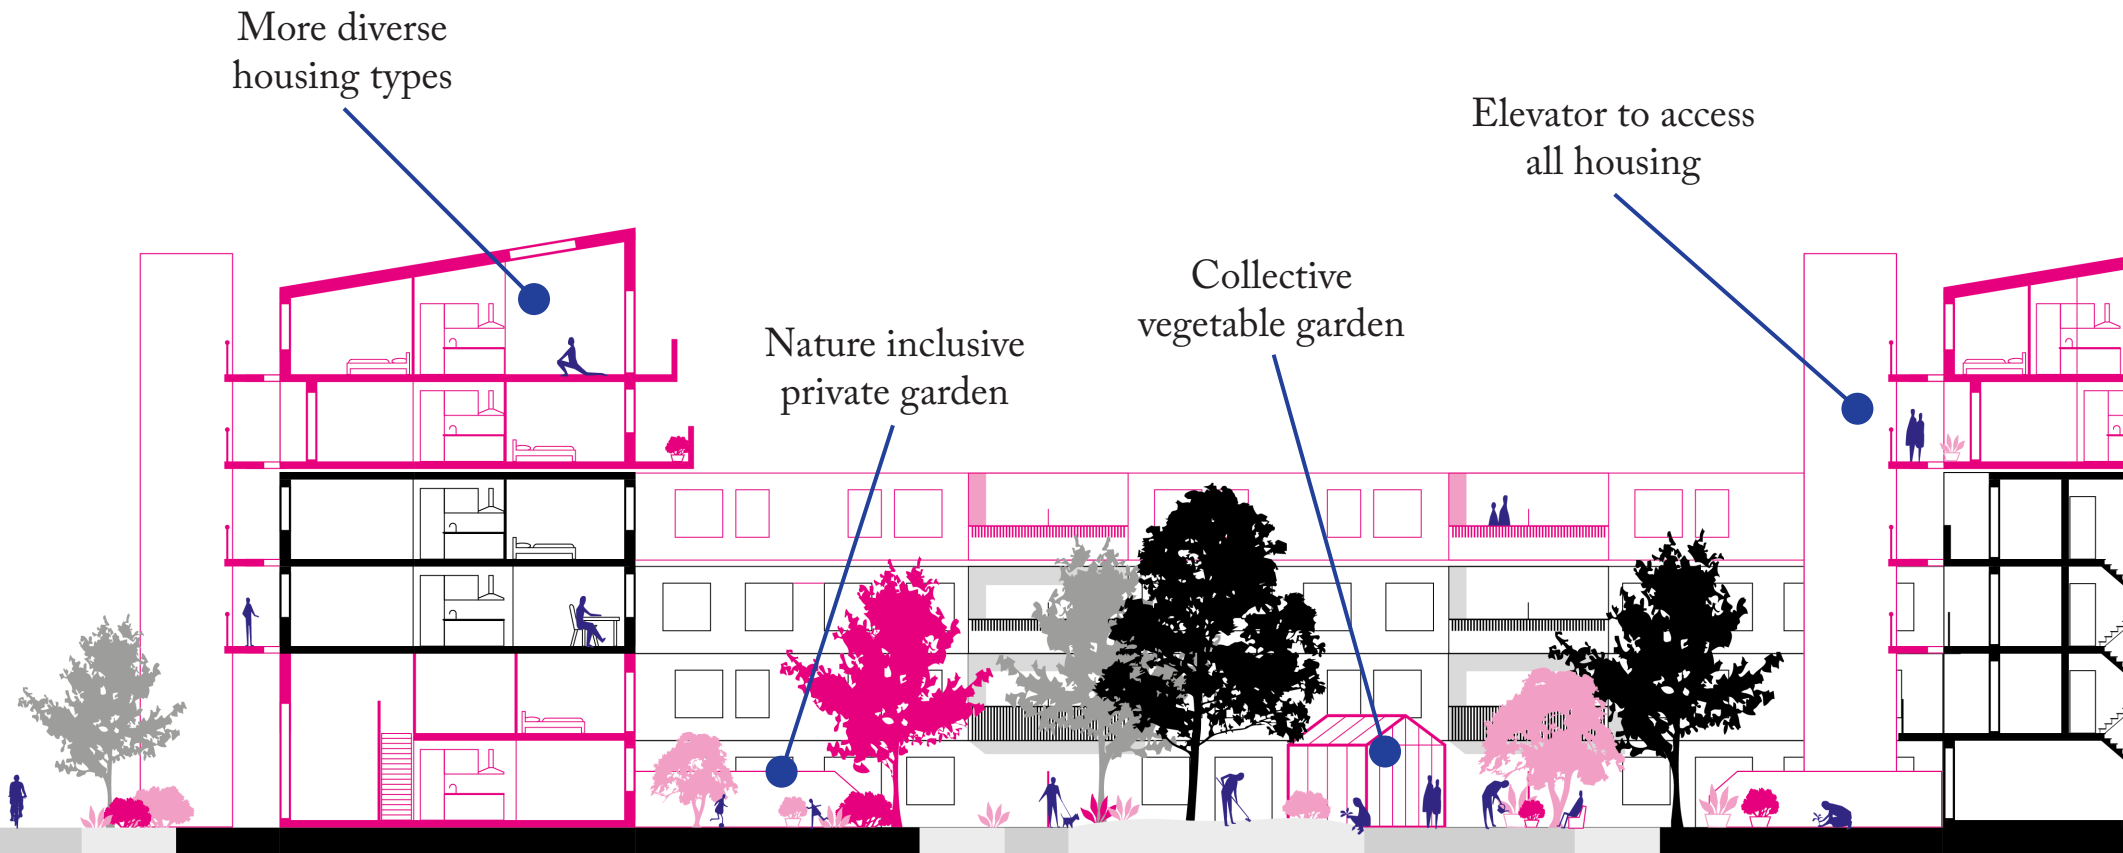 More diverse
housing types
Elevator to access
all housing
Collective
vegetable garden
Nature inclusive
private garden